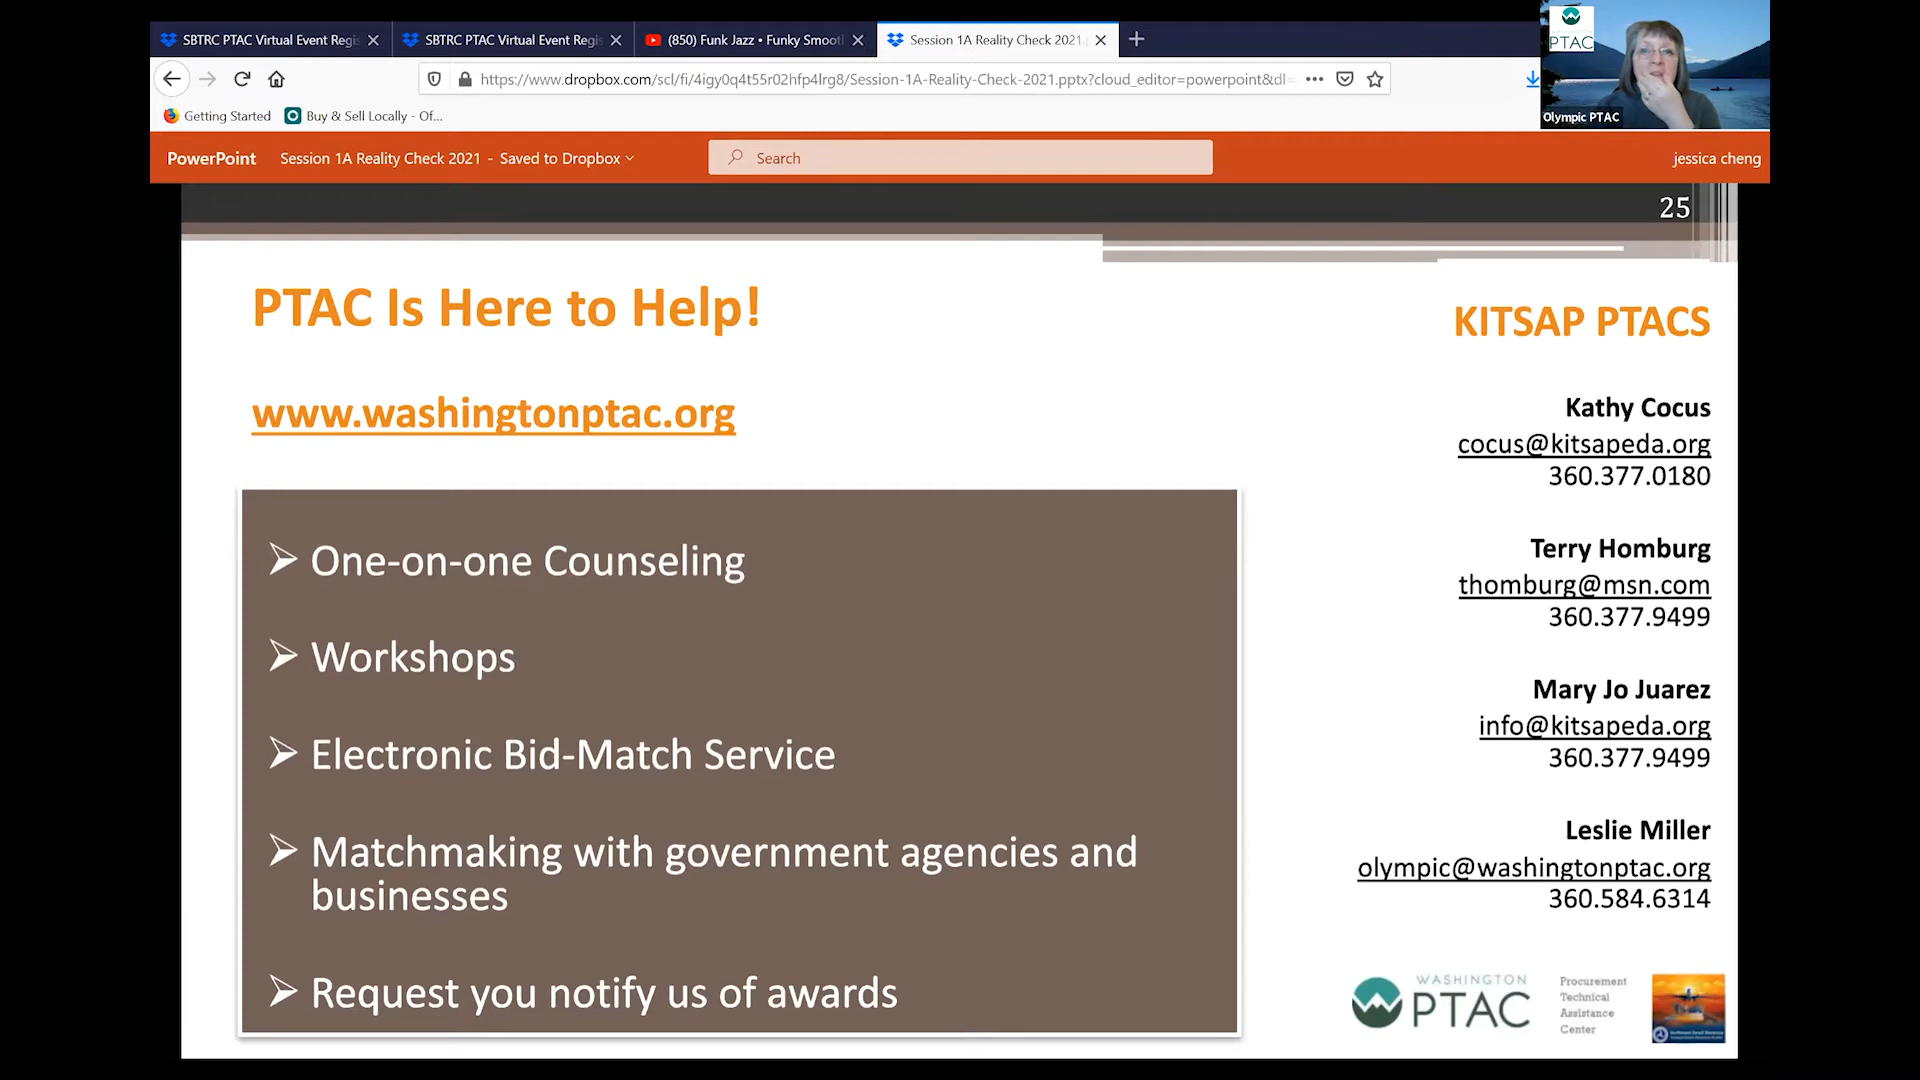 SBTRC PTAC Virtual Event Regis
SBTRC PTAC Virtual Event Regis
(850) Funk Jazz • Funky Smooth
Session 1A Reality Check 2021.
https://www.dropbox.com/scl/fi/4igy0q4t55r02hfp4lrg8/Session-1A-Reality-Check-2021.pptx?cloud_editor=powerpoint&dl=
Getting Started
Buy & Sell Locally - Of...
PTAC
Olympic PTAC
PowerPoint
Session 1A Reality Check 2021 - Saved to Dropbox
Search
jessica cheng
25
PTAC Is Here to Help!
www.washingtonptac.org
One-on-one Counseling
Workshops
Electronic Bid-Match Service
Matchmaking with government agencies and
businesses
Request you notify us of awards
KITSAP PTACS
Kathy Cocus
cocus@kitsapeda.org
360.377.0180
Terry Homburg
thomburg@msn.com
360.377.9499
Mary Jo Juarez
info@kitsapeda.org
360.377.9499
Leslie Miller
olympic@washingtonptac.org
360.584.6314
WASHINGTON
PTAC
Procurement
Technical
Assistance
Center